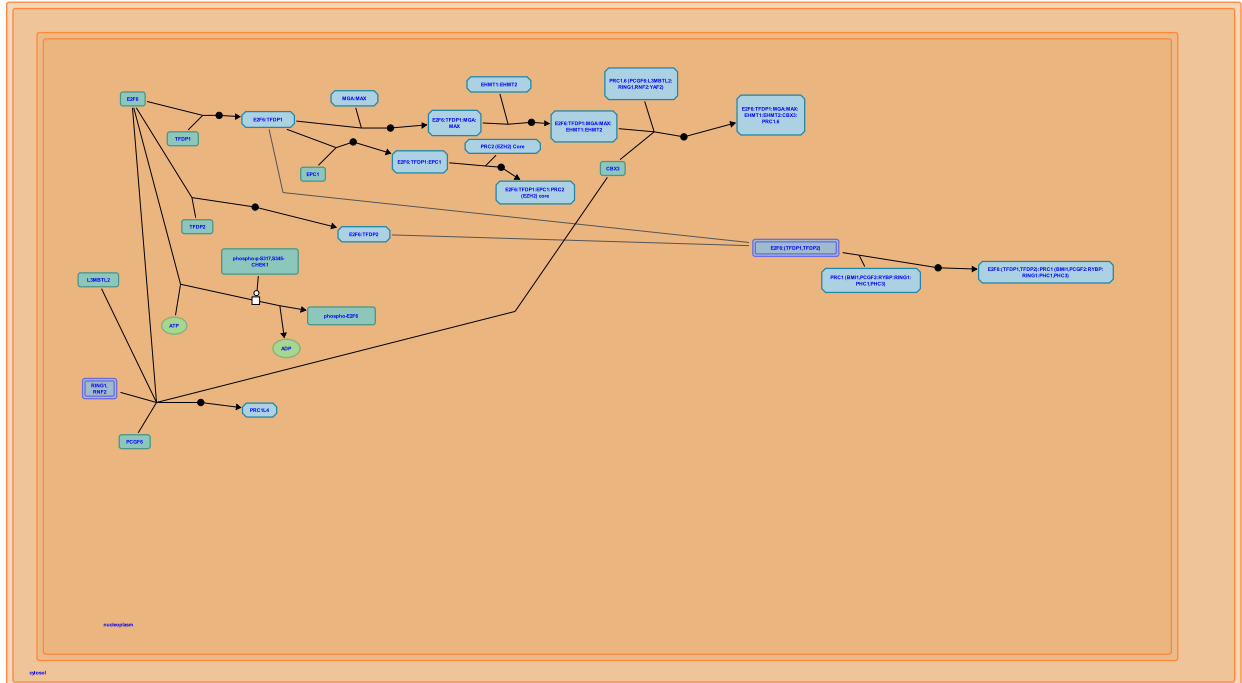 E2F6
TFDP1
E2F6:TFDP1
MGA:MAX
E2F6:TFDP1:MGA:
MAX
EHMT1:EHMT2
E2F6:TFDP1:MGA:MAX:
EHMT1:EHMT2
PRC1.6 (PCGF6:L3MBTL2:
RING1,RNF2:YAF2)
E2F6:TFDP1:MGA:MAX:
EHMT1:EHMT2:CBX3:
PRC1.6
EPC1
E2F6:TFDP1:EPC1
PRC2 (EZH2) Core
E2F6:TFDP1:EPC1:PRC2
(EZH2) core
CBX3
TFDP2
E2F6:TFDP2
E2F6:(TFDP1,TFDP2)
PRC1 (BMI1,PCGF2:RYBP:RING1:
PHC1,PHC3)
E2F6:(TFDP1,TFDP2):PRC1 (BMI1,PCGF2:RYBP:
RING1:PHC1,PHC3)
phospho-p-S317,S345-
CHEK1
L3MBTL2
ATP
phospho-E2F6
ADP
RING1,
RNF2
PRC1L4
PCGF6
nucleoplasm
cytosol